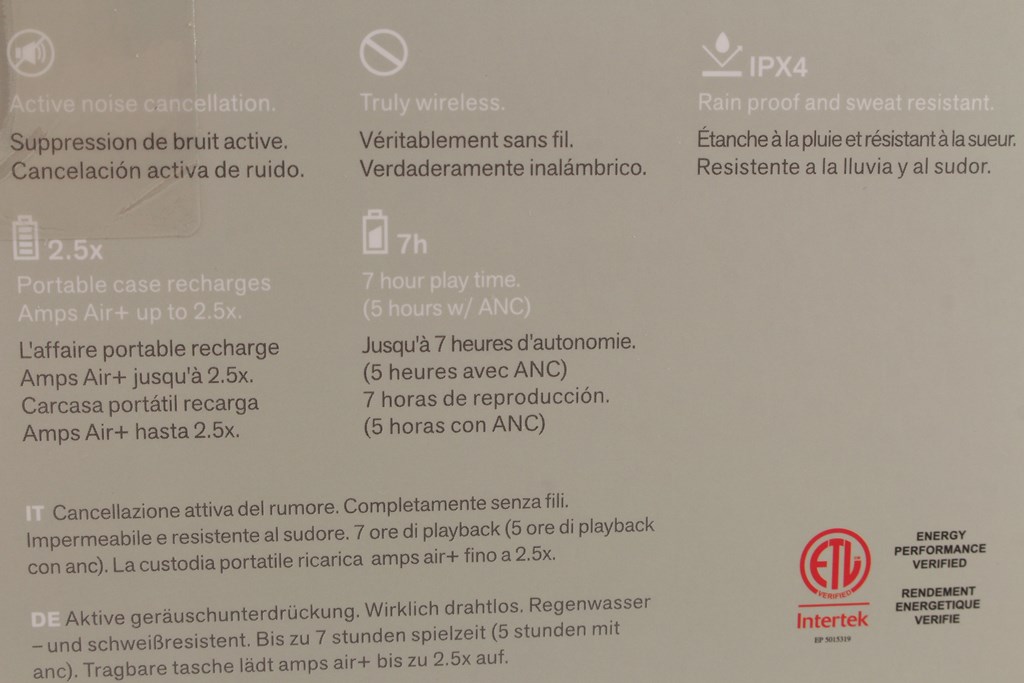 Active noise cancellation.
Suppression de bruit active.
Cancelación activa de ruido.
Truly wireless.
Véritablement sans fil.
Verdaderamente inalámbrico.
IPX4
Rain proof and sweat resistant.
Étanche à la pluie et résistant à la sueur.
Resistente a la lluvia y al sudor.
2.5x
Portable case recharges
Amps Air+ up to 2.5x.
L'affaire portable recharge
Amps Air+ jusqu'à 2.5x.
Carcasa portátil recarga
Amps Air+ hasta 2.5x.
7h
7 hour play time.
(5 hours w/ ANC)
Jusqu'à 7 heures d'autonomie.
(5 heures avec ANC)
7 horas de reproducción.
(5 horas con ANC)
IT Cancellazione attiva del rumore. Completamente senza fili.
Impermeabile e resistente al sudore. 7 ore di playback (5 ore di playback
con anc). La custodia portatile ricarica amps air+ fino a 2.5x.
DE Aktive geräuschunterdrückung. Wirklich drahtlos. Regenwasser
– und schweißresistent. Bis zu 7 stunden spielzeit (5 stunden mit
anc). Tragbare tasche lädt amps air+ bis zu 2.5x auf.
ETL
VERIFIED
Intertek
EP 5015319
ENERGY
PERFORMANCE
VERIFIED
RENDEMENT
ENERGETIQUE
VERIFIE